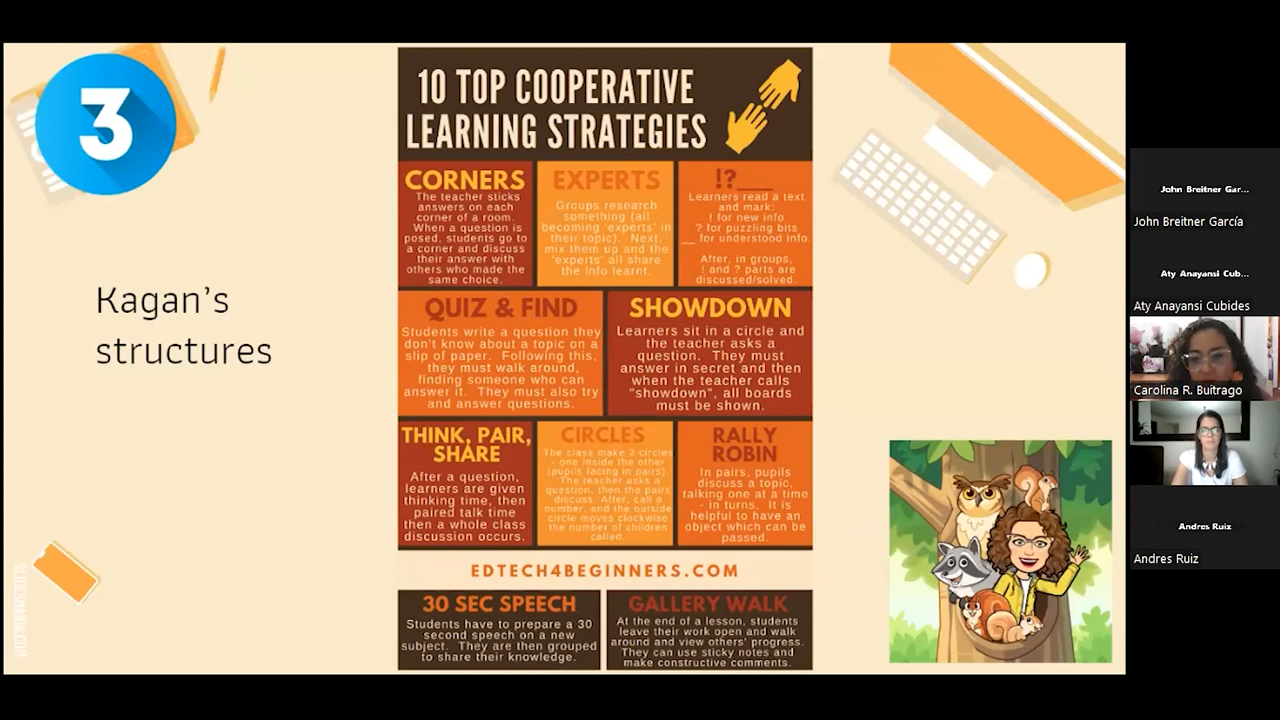 3
Kagan's
structures
10 TOP COOPERATIVE
LEARNING STRATEGIES
CORNERS
The teacher sticks
answers on each
corner of a room.
When a question is
posed, students go to
a corner and discuss
their answer with
others who made the
same choice.
EXPERTS
Groups research
something (all
becoming 'experts' in
their topic). Next,
mix them up and the
'experts' all share
the info learnt.
!?___
Learners read a text
and mark:
! for new info
? for puzzling bits
__ for understood info.
After, in groups,
! and ? parts are
discussed/solved.
QUIZ & FIND
Students write a question they
don't know about a topic on a
slip of paper. Following this,
they must walk around,
finding someone who can
answer it. They must also try
and answer questions.
SHOWDOWN
Learners sit in a circle and
the teacher asks a
question. They must
answer in secret and then
when the teacher calls
"showdown", all boards
must be shown.
THINK, PAIR,
SHARE
After a question,
learners are given
thinking time, then
paired talk time
then a whole class
discussion occurs.
CIRCLES
The class make 2 circles
- one inside the other
(pupils facing in pairs).
The teacher asks a
question, then the pairs
discuss. After, call a
number, and the outside
circle moves clockwise
the number of children
called.
RALLY
ROBIN
In pairs, pupils
discuss a topic,
talking one at a time
- in turns. It is
helpful to have an
object which can be
passed.
EDTECH4BEGINNERS.COM
30 SEC SPEECH
Students have to prepare a 30
second speech on a new
subject. They are then grouped
to share their knowledge.
GALLERY WALK
At the end of a lesson, students
leave their work open and walk
around and view others' progress.
They can use sticky notes and
make constructive comments.
SLIDESMANIA.COM
John Breitner Gar...
John Breitner García
Aty Anayansi Cub...
Aty Anayansi Cubides
Carolina R. Buitrago
Andres Ruiz
Andres Ruiz